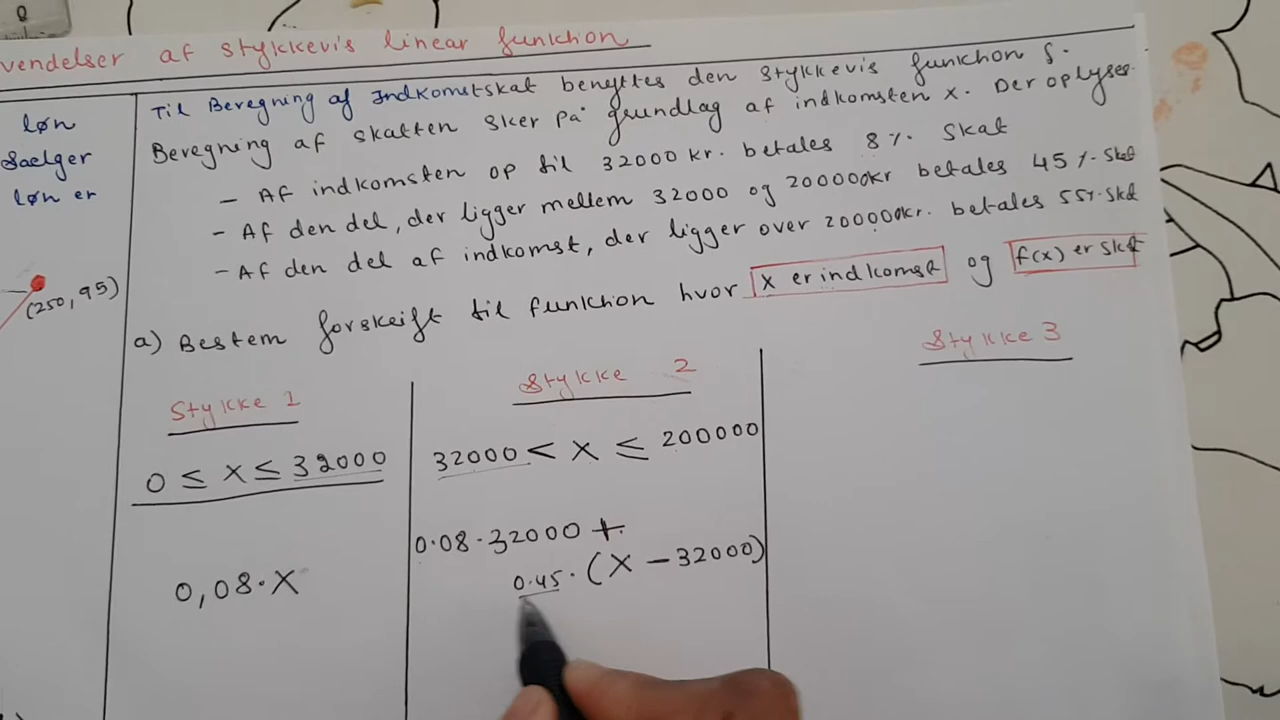 vendelser af stykkevis linear funktion
løn
Saelger
løn er
(250,95)
Til Beregning af Indkomstskat benyttes den stykkevis funktion f.
Beregning af skatten sker på grundlag af indkomsten x. Der oplyses
- Af indkomsten op til 32000 kr. betales 8 %. Skat
- Af den del, der ligger mellem 32000 og 200000kr betales 45 %. Skat
- Af den del af indkomst, der ligger over 200000kr. betales 55%. Skat
a) Bestem forskrift til funktion hvor x er indkomst og f(x) er skat
Stykke 1
Stykke 2
Stykke 3
0 ≤ x ≤ 32000
32000 < x ≤ 200000
0,08·x
0.08·32000 +
0.45·(x - 32000)